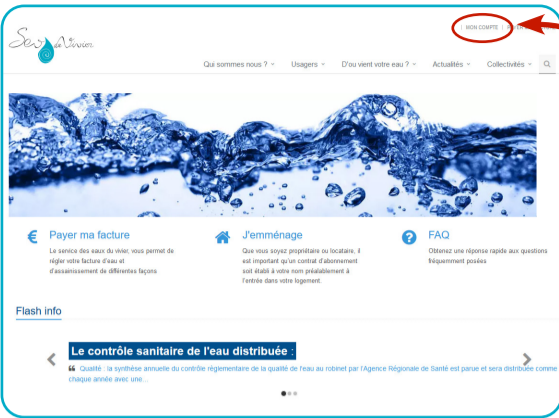 Sev du Vivier
MON COMPTE
Qui sommes nous ?
Usagers
D'ou vient votre eau ?
Actualités
Collectivités
€ Payer ma facture
Le service des eaux du vivier, vous permet de
régler votre facture d'eau et
d'assainissement de différentes façons
J'emménage
Que vous soyez propriétaire ou locataire, il
est important qu'un contrat d'abonnement
soit établi à votre nom préalablement à
l'entrée dans votre logement.
? FAQ
Obtenez une réponse rapide aux questions
fréquemment posées
Flash info
Le contrôle sanitaire de l'eau distribuée :
Qualité : la synthèse annuelle du contrôle réglementaire de la qualité de l'eau au robinet par l'Agence Régionale de Santé est parue et sera distribuée comme
chaque année avec une...